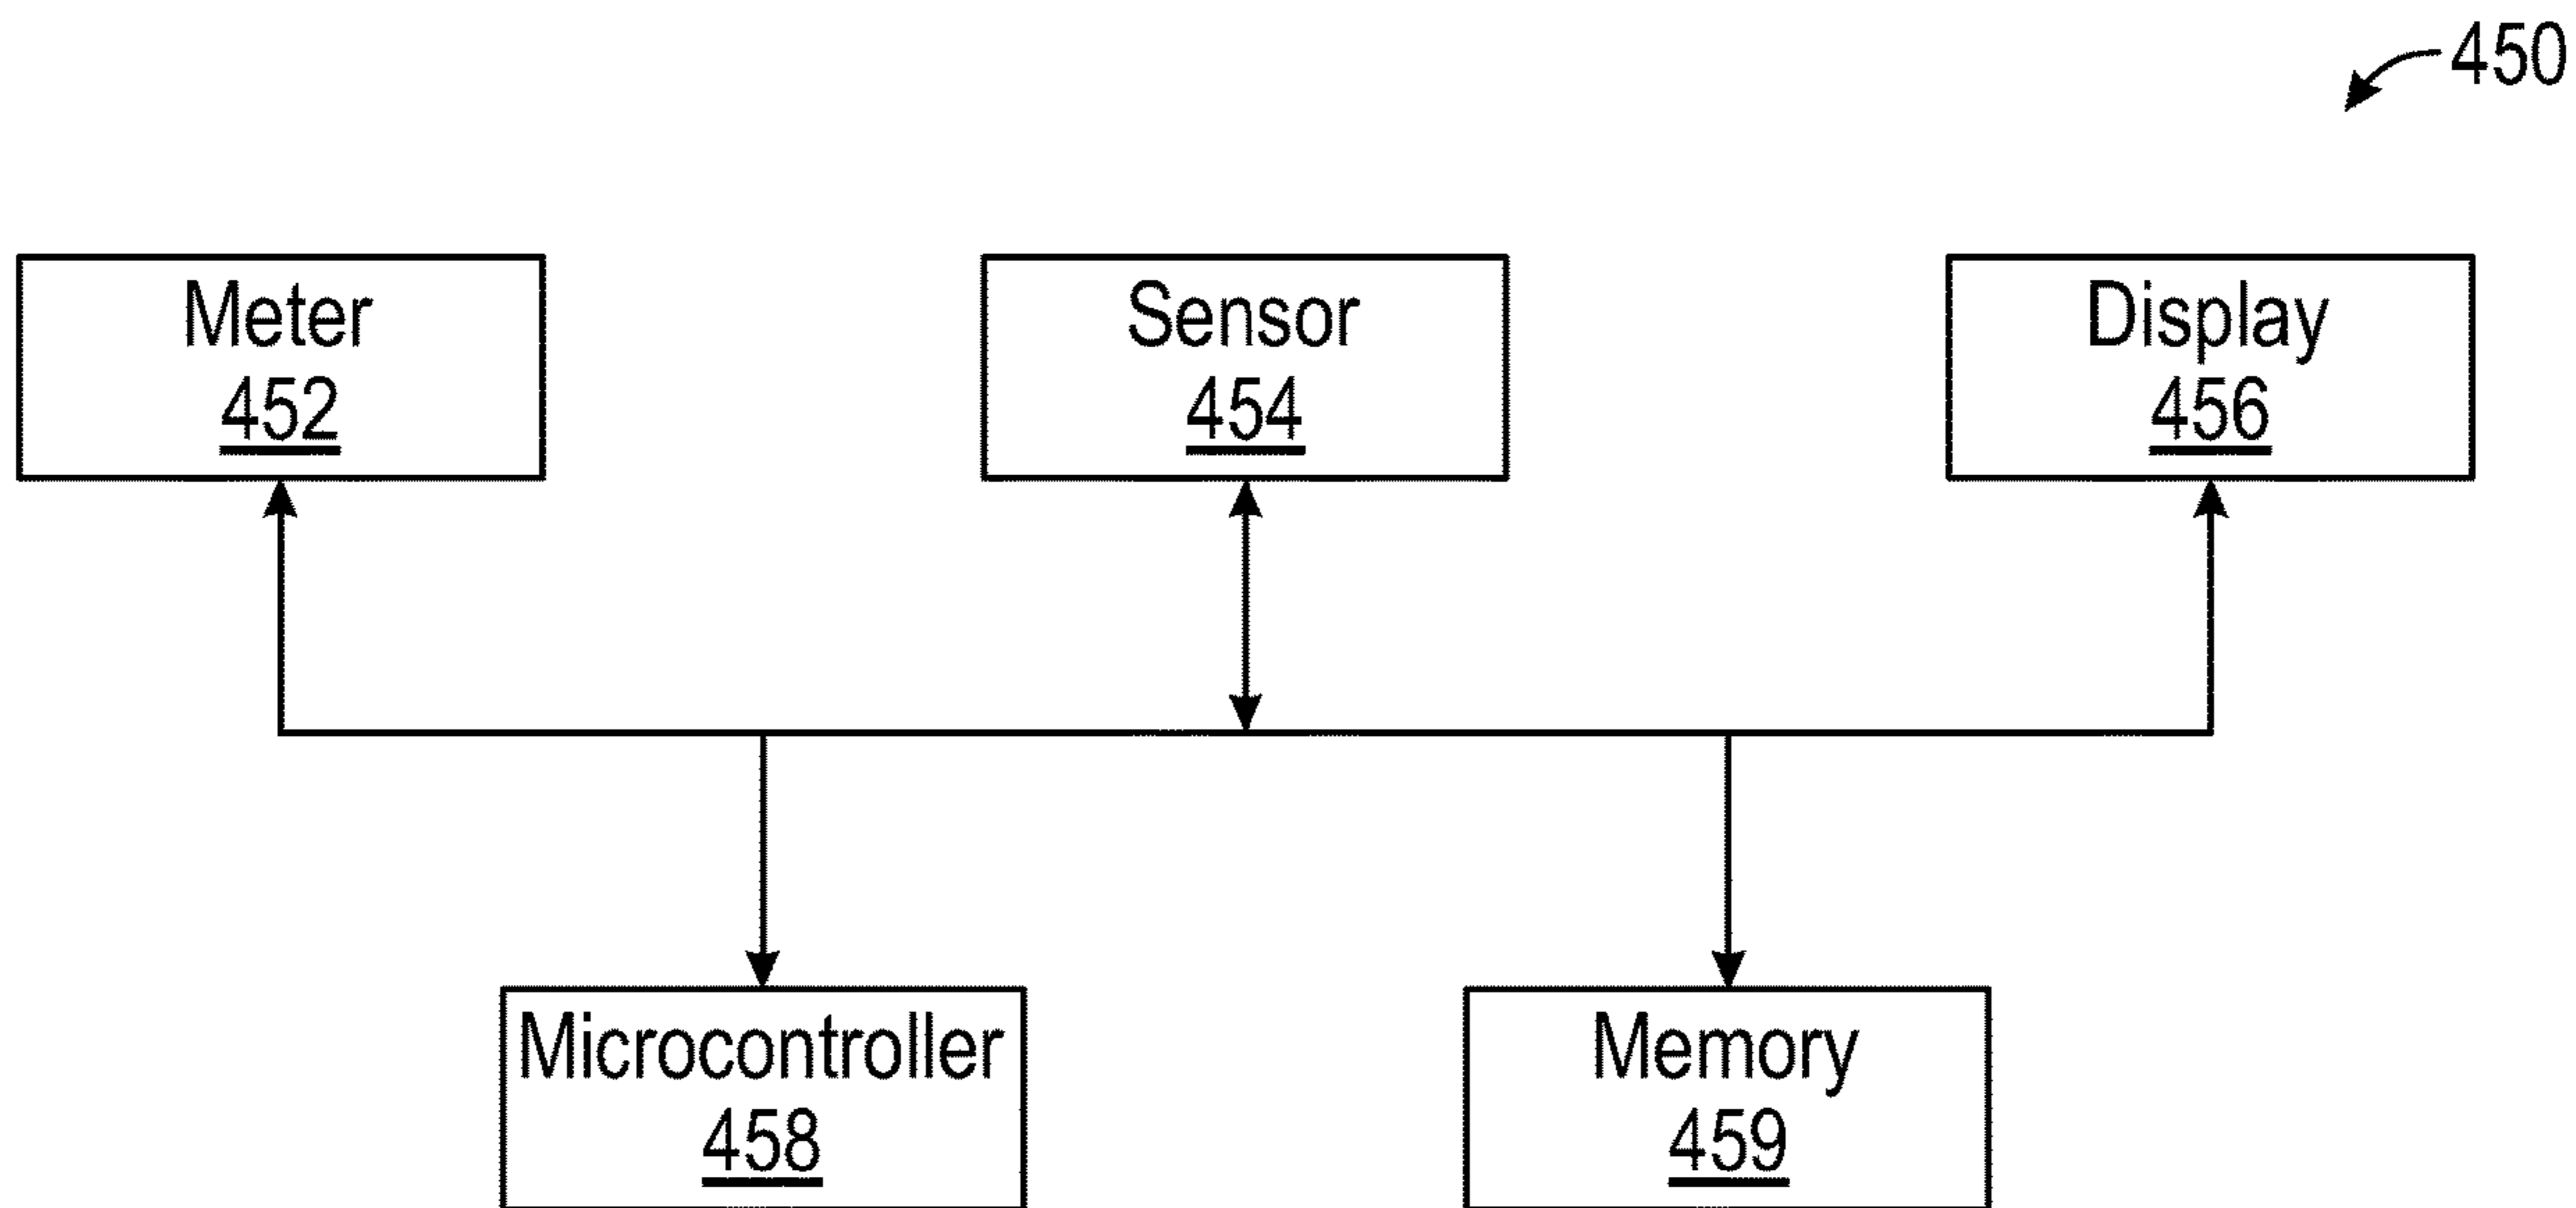 450
Meter
452
Sensor
454
Display
456
Microcontroller
458
Memory
459